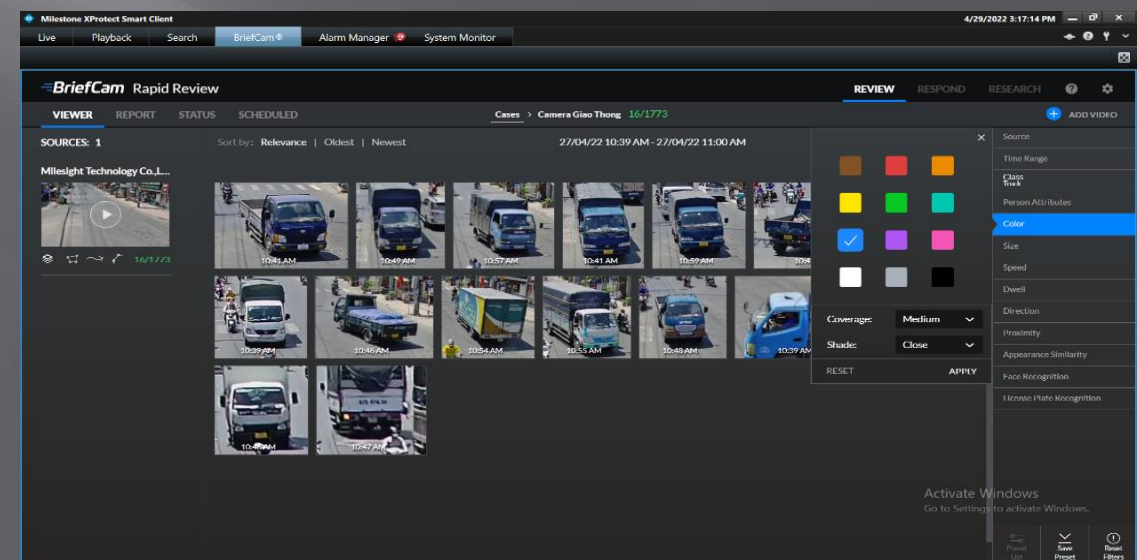 Milestone XProtect Smart Client
4/29/2022 3:17:14 PM
Live Playback Search BriefCam® Alarm Manager System Monitor
BriefCam Rapid Review
REVIEW RESPOND RESEARCH
VIEWER REPORT STATUS SCHEDULED
Cases > Camera Giao Thong 16/1773
ADD VIDEO
SOURCES: 1
Sort by: Relevance | Oldest | Newest
27/04/22 10:39 AM - 27/04/22 11:00 AM
Milesight Technology Co.,L...
16/1773
10:41 AM
10:49 AM
10:57 AM
10:41 AM
10:59 AM
10:39 AM
10:46 AM
10:54 AM
10:55 AM
10:48 AM
10:39 AM
10:47 AM
Coverage: Medium
Shade: Close
RESET APPLY
Source
Time Range
Class
Truck
Person Attributes
Color
Size
Speed
Dwell
Direction
Proximity
Appearance Similarity
Face Recognition
License Plate Recognition
Activate Windows
Go to Settings to activate Windows.
Preset List
Save Preset
Reset Filters